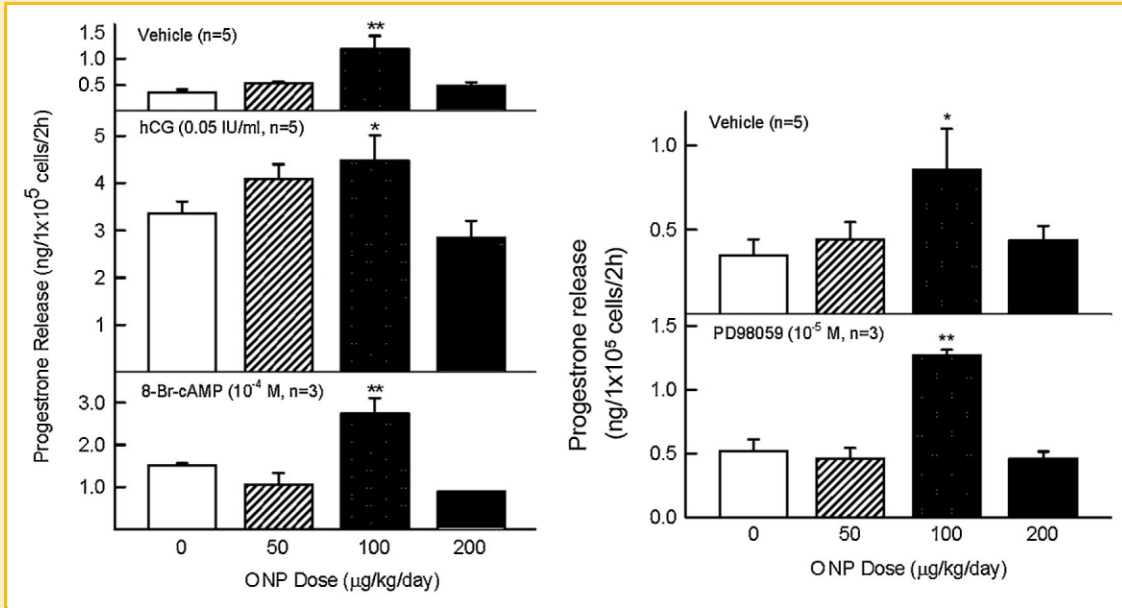 Vehicle (n=5)
**
1.5
1.0
0.5
hCG (0.05 IU/ml, n=5)
*
5
4
3
2
1
8-Br-cAMP (10⁻⁴ M, n=3)
**
3.0
2.0
1.0
0 50 100 200
ONP Dose (μg/kg/day)
Progestrone Release (ng/1x10⁵ cells/2h)
Vehicle (n=5)
*
1.0
0.5
PD98059 (10⁻⁵ M, n=3)
**
1.5
1.0
0.5
0.0
0 50 100 200
ONP Dose (μg/kg/day)
Progestrone release
(ng/1x10⁵ cells/2h)